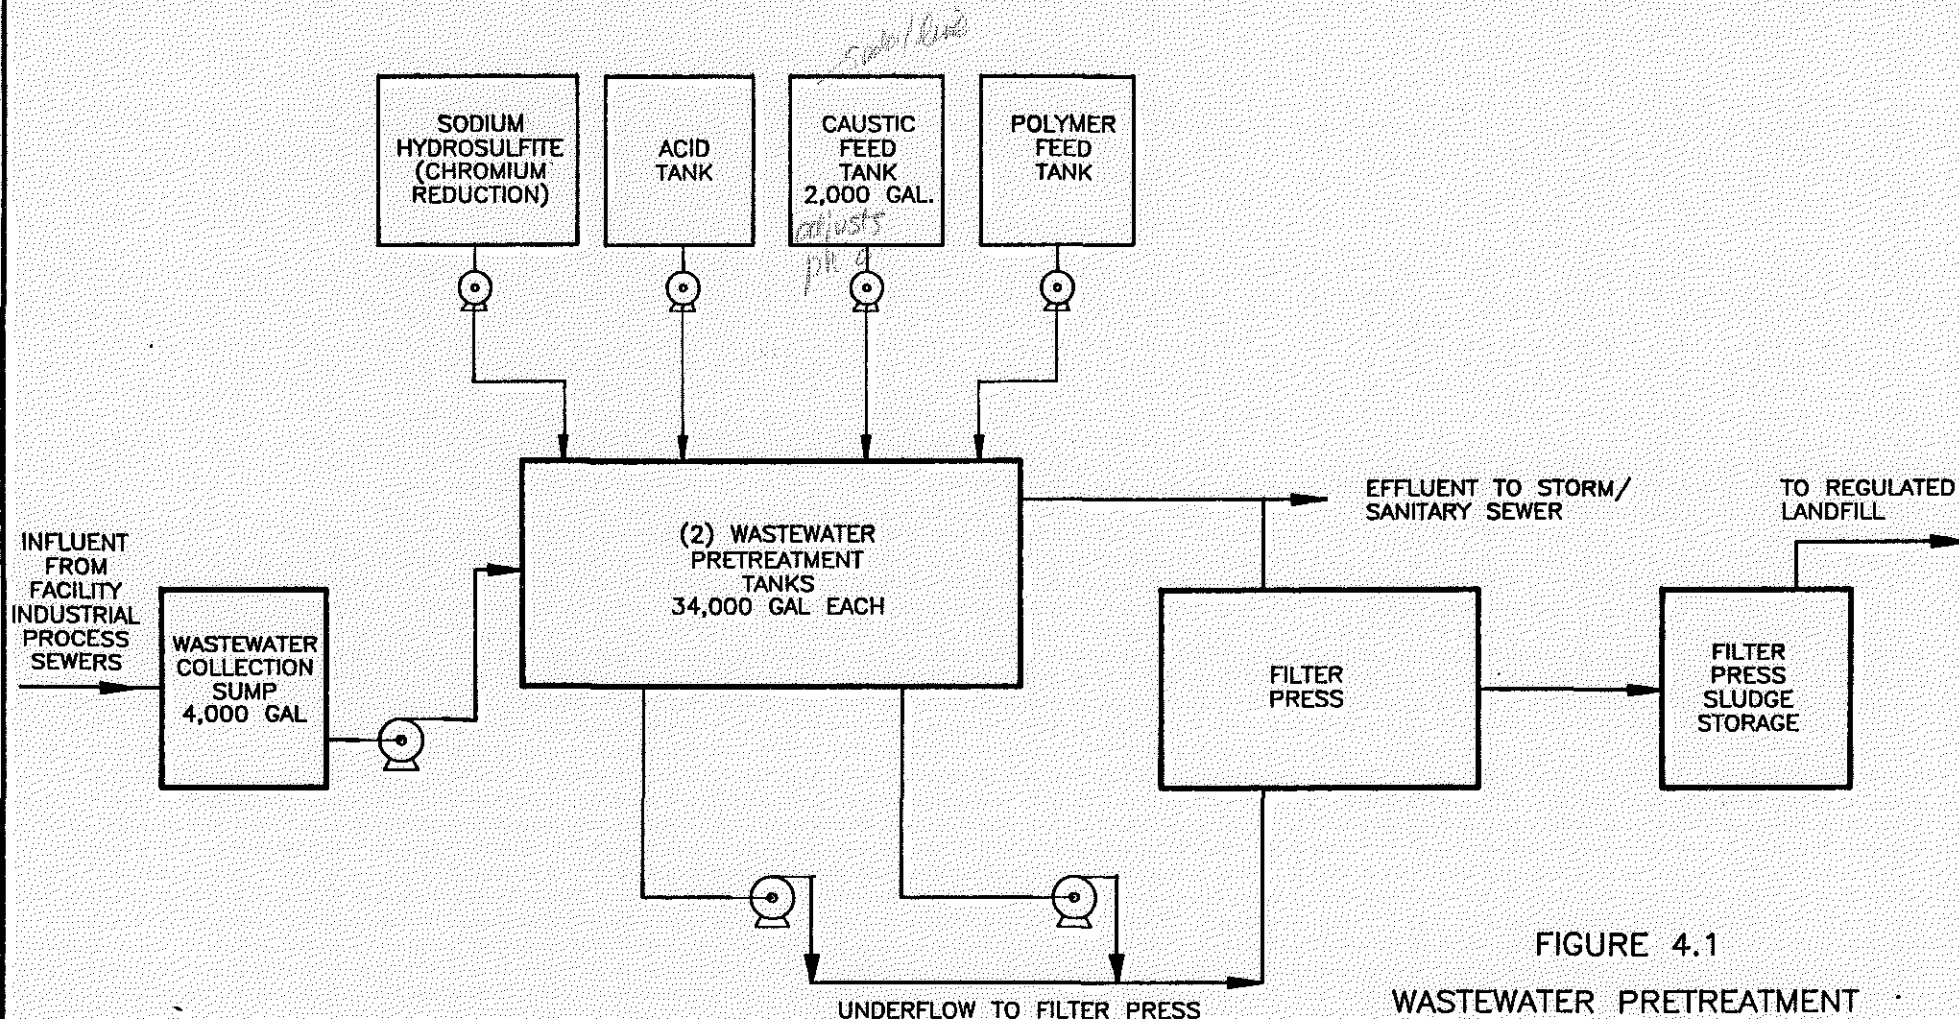 SODIUM
HYDROSULFITE
(CHROMIUM
REDUCTION)
ACID
TANK
CAUSTIC
FEED
TANK
2,000 GAL.
adjusts
ph
POLYMER
FEED
TANK
INFLUENT
FROM
FACILITY
INDUSTRIAL
PROCESS
SEWERS
WASTEWATER
COLLECTION
SUMP
4,000 GAL
(2) WASTEWATER
PRETREATMENT
TANKS
34,000 GAL EACH
EFFLUENT TO STORM/
SANITARY SEWER
TO REGULATED
LANDFILL
FILTER
PRESS
FILTER
PRESS
SLUDGE
STORAGE
UNDERFLOW TO FILTER PRESS
FIGURE 4.1
WASTEWATER PRETREATMENT